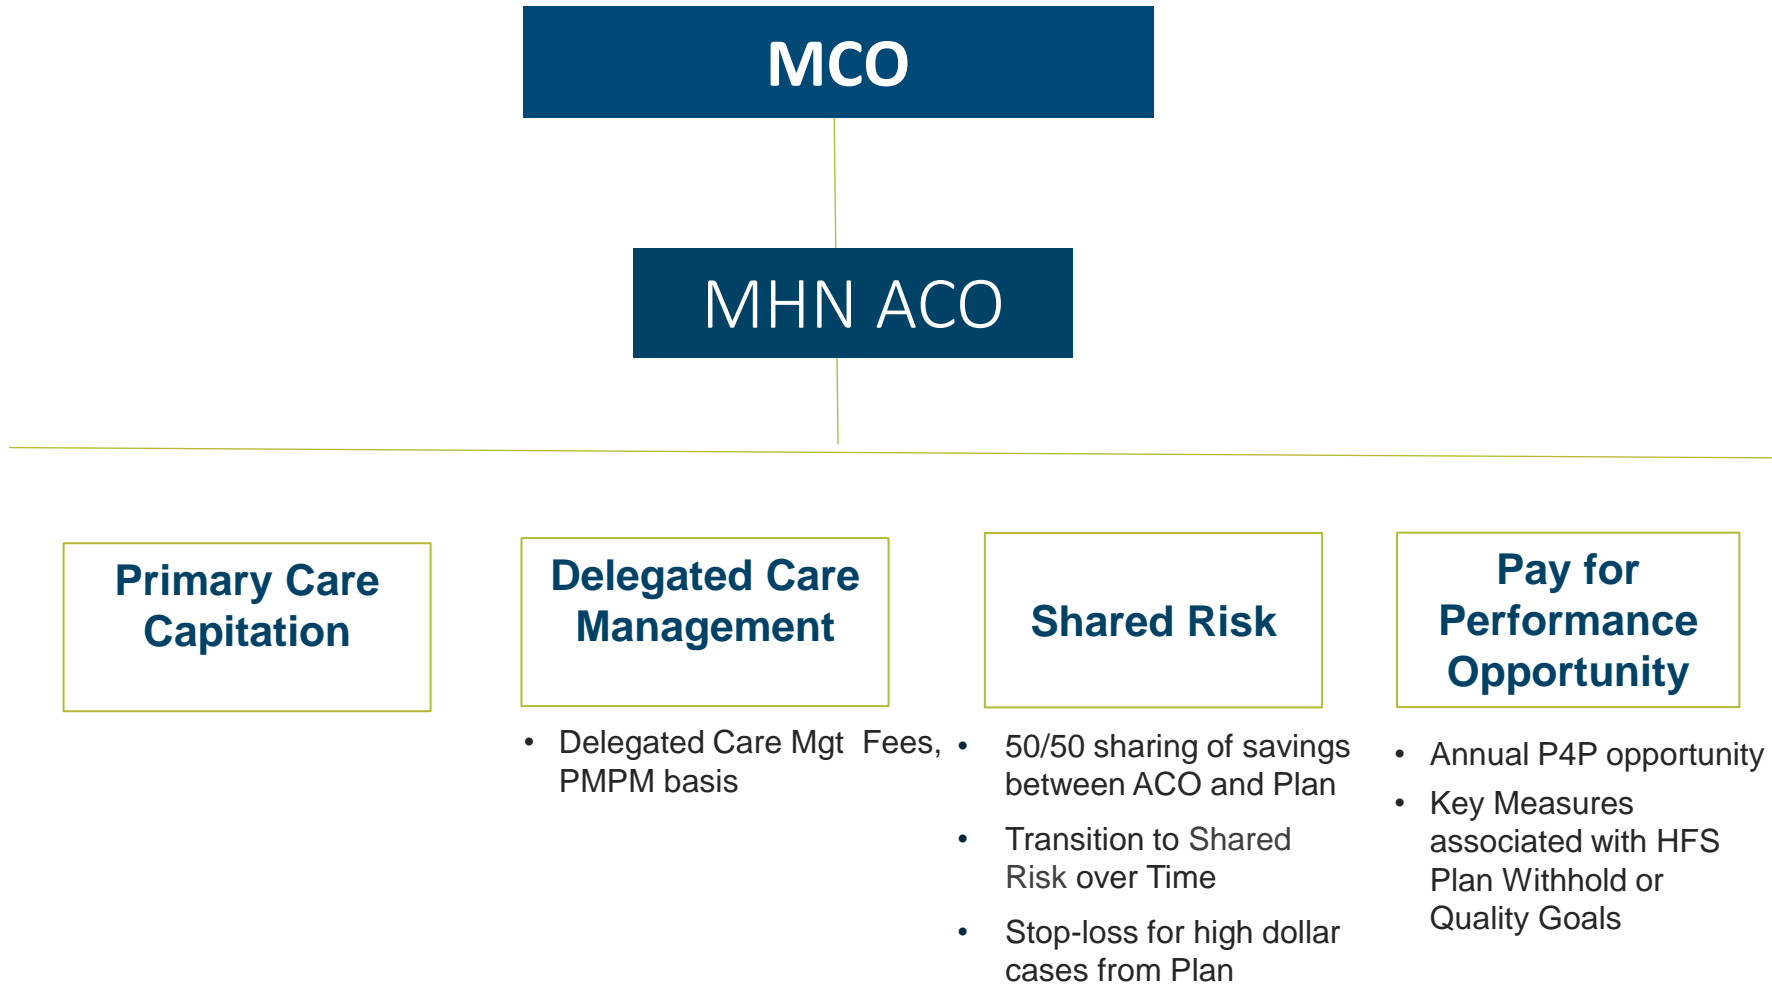 MCO
MHN ACO
Primary Care
Capitation
Delegated Care
Management
• Delegated Care Mgt  Fees,
PMPM basis
Shared Risk
• 50/50 sharing of savings
between ACO and Plan
• Transition to Shared
Risk over Time
• Stop-loss for high dollar
cases from Plan
Pay for
Performance
Opportunity
• Annual P4P opportunity
• Key Measures
associated with HFS
Plan Withhold or
Quality Goals